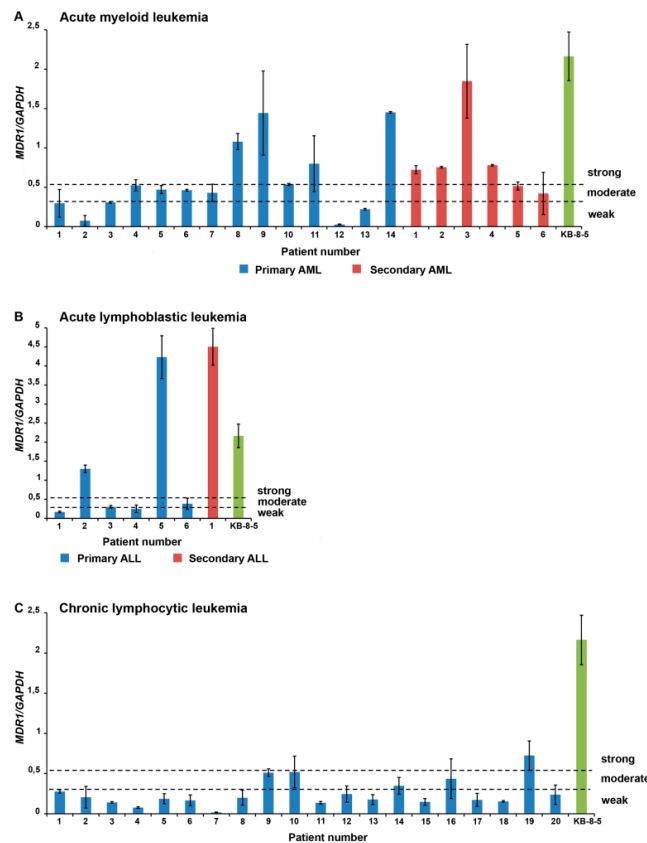 A Acute myeloid leukemia
MDR1/GAPDH
2,5
2
1,5
1
0,5
0
strong
moderate
weak
1 2 3 4 5 6 7 8 9 10 11 12 13 14 1 2 3 4 5 6 KB-8-5
Patient number
Primary AML Secondary AML
B Acute lymphoblastic leukemia
MDR1/GAPDH
5
4,5
4
3,5
3
2,5
2
1,5
1
0,5
0
strong
moderate
weak
1 2 3 4 5 6 1 KB-8-5
Patient number
Primary ALL Secondary ALL
C Chronic lymphocytic leukemia
MDR1/GAPDH
2,5
2
1,5
1
0,5
0
strong
moderate
weak
1 2 3 4 5 6 7 8 9 10 11 12 13 14 15 16 17 18 19 20 KB-8-5
Patient number